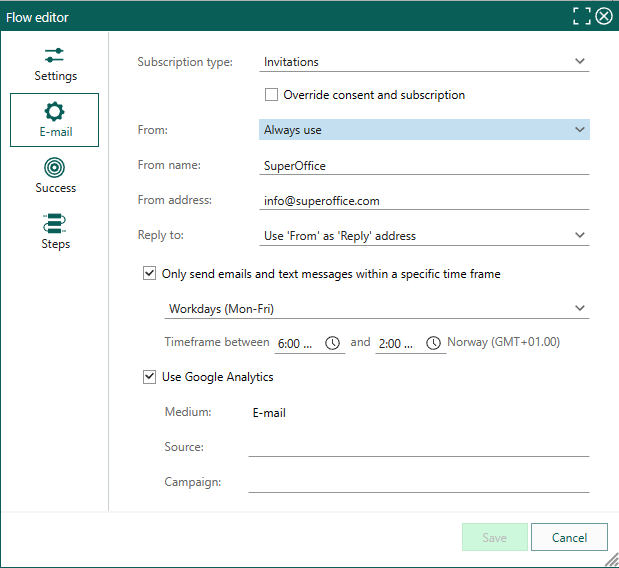 Flow editor
Settings
E-mail
Success
Steps
Subscription type: Invitations
Override consent and subscription
From: Always use
From name: SuperOffice
From address: info@superoffice.com
Reply to: Use 'From' as 'Reply' address
Only send emails and text messages within a specific time frame
Workdays (Mon-Fri)
Timeframe between 6:00 ... and 2:00 ... Norway (GMT+01.00)
Use Google Analytics
Medium: E-mail
Source:
Campaign:
Save Cancel